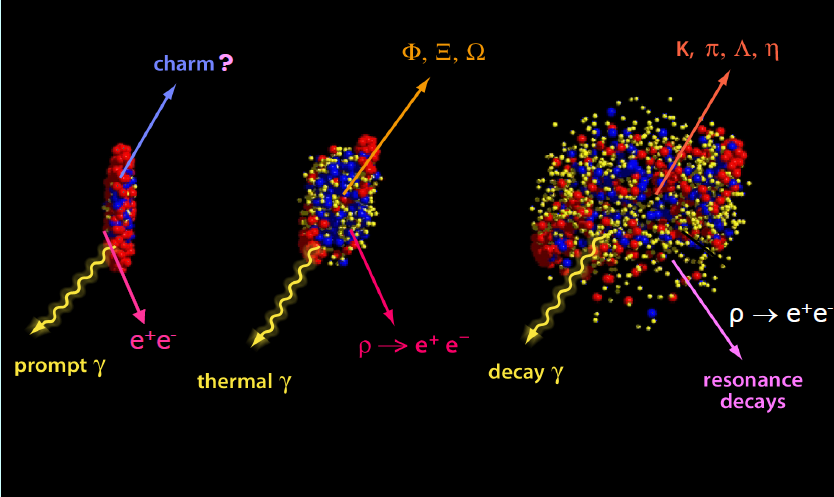 charm ?
Φ, Ξ, Ω
K, π, Λ, η
e⁺e⁻
prompt γ
ρ —> e⁺ e⁻
thermal γ
decay γ
ρ → e⁺e⁻
resonance
decays